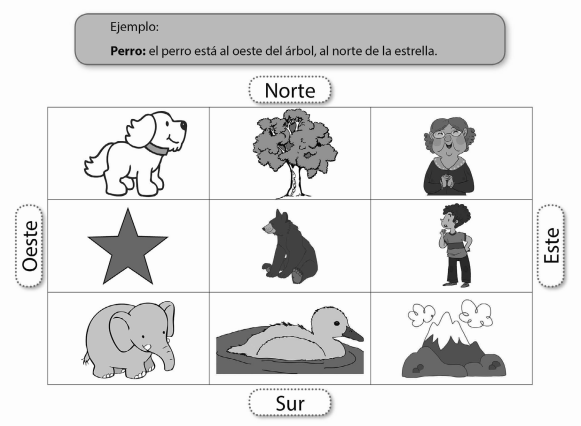 Ejemplo:
Perro: el perro está al oeste del árbol, al norte de la estrella.
Norte
Oeste
Este
Sur